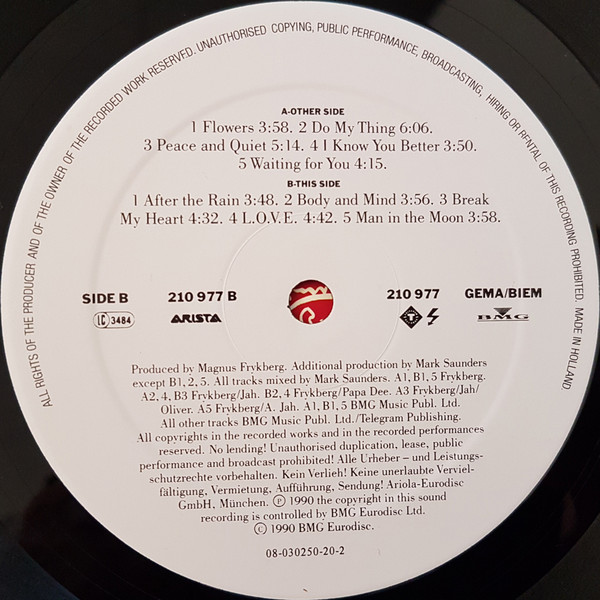 ALL RIGHTS OF THE PRODUCER AND OF THE OWNER OF THE RECORDED WORK RESERVED. UNAUTHORISED COPYING, PUBLIC PERFORMANCE, BROADCASTING, HIRING OR RENTAL OF THIS RECORDING PROHIBITED. MADE IN HOLLAND
A-OTHER SIDE
1 Flowers 3:58. 2 Do My Thing 6:06.
3 Peace and Quiet 5:14. 4 I Know You Better 3:50.
5 Waiting for You 4:15.
B-THIS SIDE
1 After the Rain 3:48. 2 Body and Mind 3:56. 3 Break
My Heart 4:32. 4 L.O.V.E. 4:42. 5 Man in the Moon 3:58.
SIDE B 210 977 B 210 977 GEMA/BIEM
LC 3484 ARISTA BMG
Produced by Magnus Frykberg. Additional production by Mark Saunders
except B1, 2, 5. All tracks mixed by Mark Saunders. A1, B1, 5 Frykberg.
A2, 4, B3 Frykberg/Jah. B2, 4 Frykberg/Papa Dee. A3 Frykberg/Jah/
Oliver. A5 Frykberg/A. Jah. A1, B1, 5 BMG Music Publ. Ltd.
All other tracks BMG Music Publ. Ltd./Telegram Publishing.
All copyrights in the recorded works and in the recorded performances
reserved. No lending! Unauthorised duplication, lease, public
performance and broadcast prohibited! Alle Urheber – und Leistungs-
schutzrechte vorbehalten. Kein Verleih! Keine unerlaubte Verviel-
fältigung, Vermietung, Aufführung, Sendung! Ariola-Eurodisc
GmbH, München. ℗ 1990 the copyright in this sound
recording is controlled by BMG Eurodisc Ltd.
© 1990 BMG Eurodisc.
08-030250-20-2